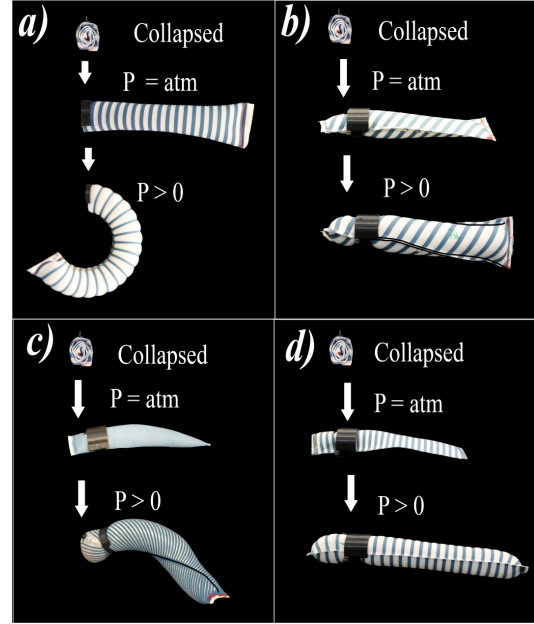 a)
Collapsed
P = atm
P > 0
b)
Collapsed
P = atm
P > 0
c)
Collapsed
P = atm
P > 0
d)
Collapsed
P = atm
P > 0